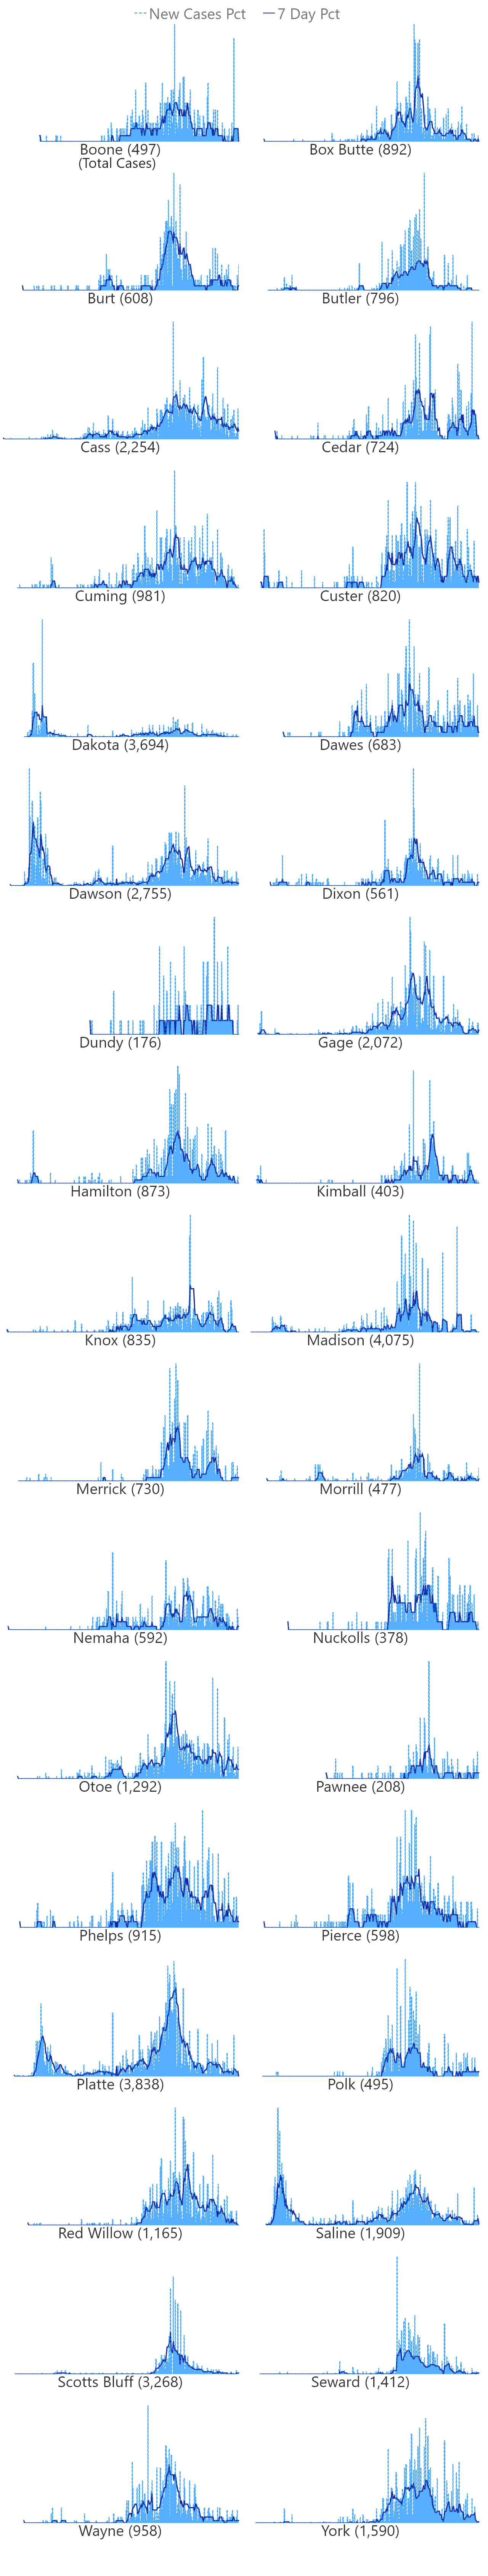 New Cases Pct 7 Day Pct
Boone (497) Box Butte (892)
(Total Cases)
Burt (608) Butler (796)
Cass (2,254) Cedar (724)
Cuming (981) Custer (820)
Dakota (3,694) Dawes (683)
Dawson (2,755) Dixon (561)
Dundy (176) Gage (2,072)
Hamilton (873) Kimball (403)
Knox (835) Madison (4,075)
Merrick (730) Morrill (477)
Nemaha (592) Nuckolls (378)
Otoe (1,292) Pawnee (208)
Phelps (915) Pierce (598)
Platte (3,838) Polk (495)
Red Willow (1,165) Saline (1,909)
Scotts Bluff (3,268) Seward (1,412)
Wayne (958) York (1,590)